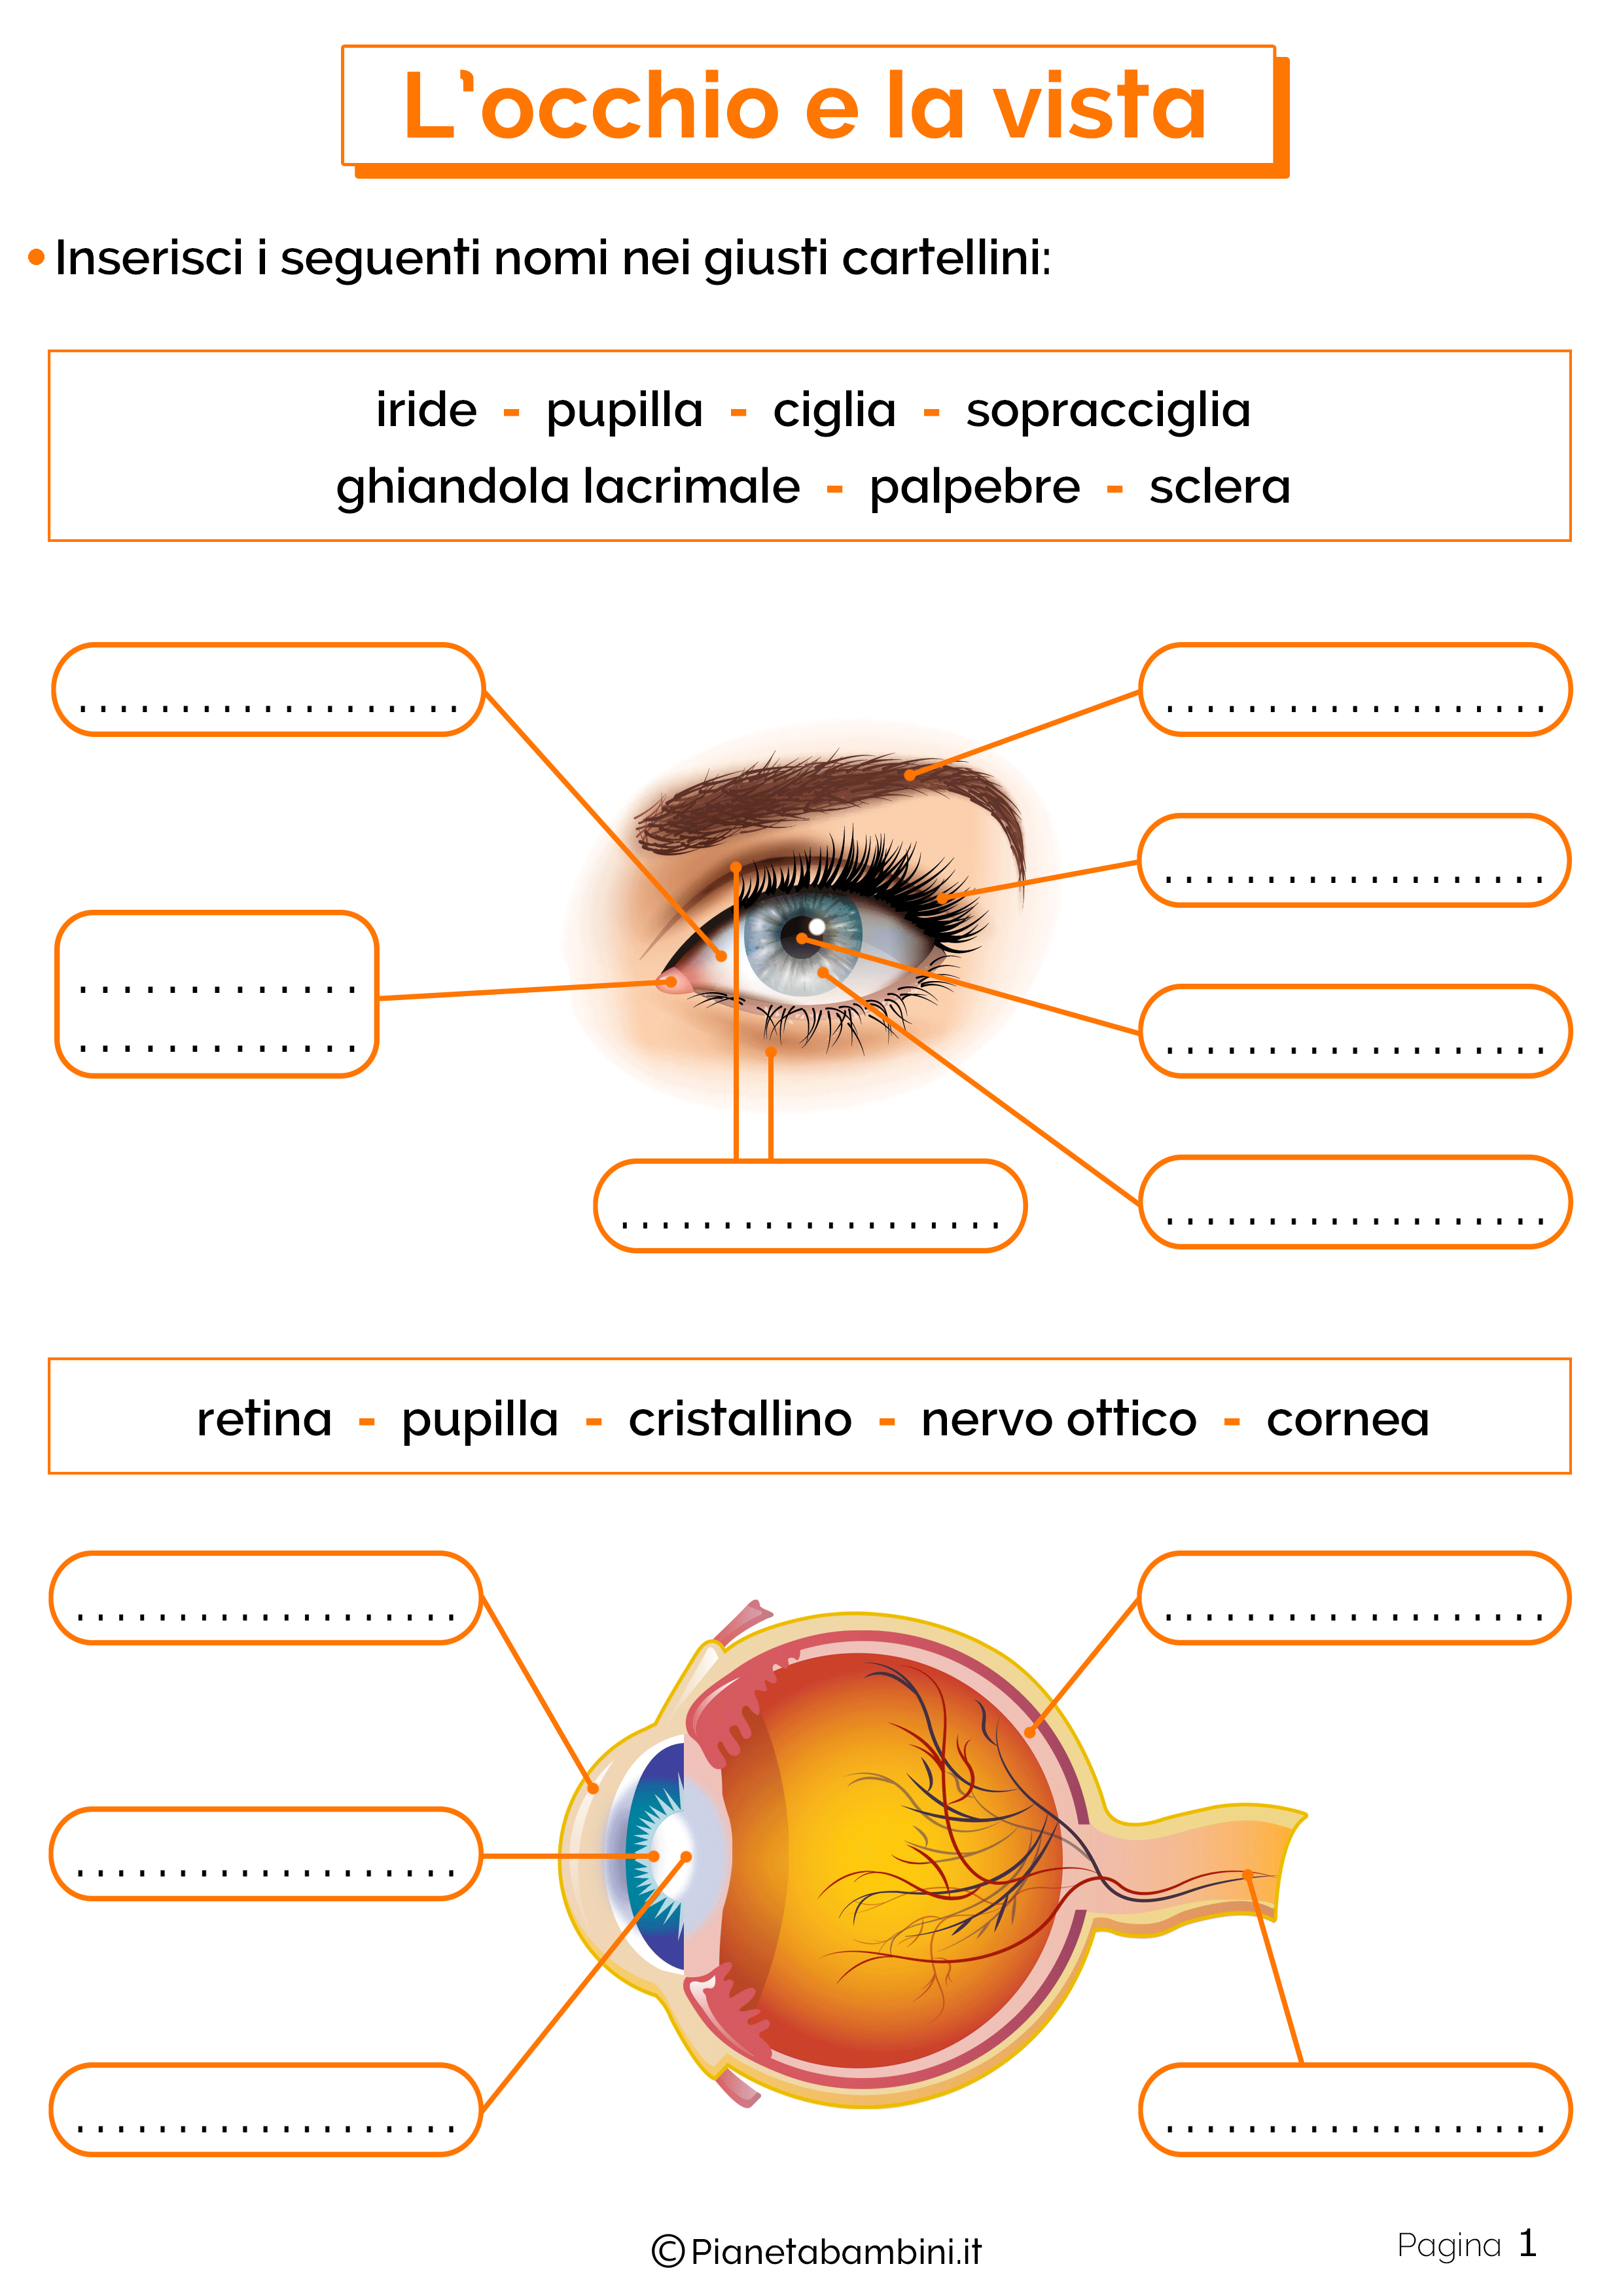 L'occhio e la vista
• Inserisci i seguenti nomi nei giusti cartellini:
iride - pupilla - ciglia - sopracciglia
ghiandola lacrimale - palpebre - sclera
...................
...................
...................
.............
.............
...................
...................
...................
retina - pupilla - cristallino - nervo ottico - cornea
...................
...................
...................
...................
...................
©Pianetabambini.it
Pagina 1